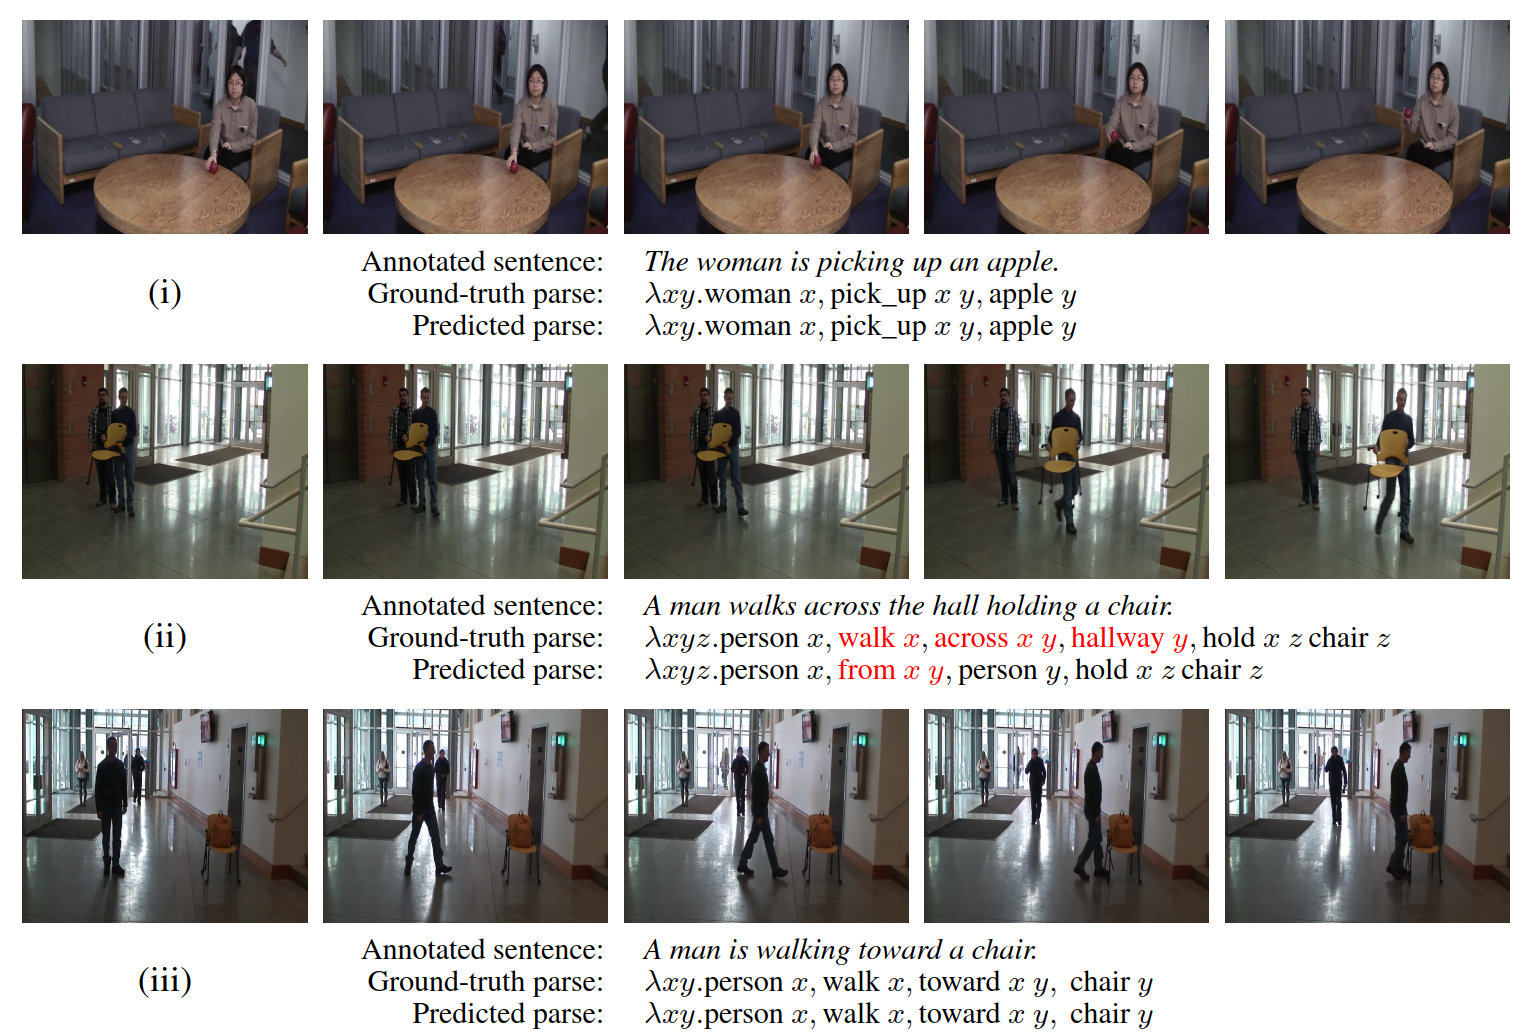 Annotated sentence: The woman is picking up an apple.
(i) Ground-truth parse: λxy.woman x, pick_up x y, apple y
Predicted parse: λxy.woman x, pick_up x y, apple y
Annotated sentence: A man walks across the hall holding a chair.
(ii) Ground-truth parse: λxyz.person x, walk x, across x y, hallway y, hold x z chair z
Predicted parse: λxyz.person x, from x y, person y, hold x z chair z
Annotated sentence: A man is walking toward a chair.
(iii) Ground-truth parse: λxy.person x, walk x, toward x y, chair y
Predicted parse: λxy.person x, walk x, toward x y, chair y